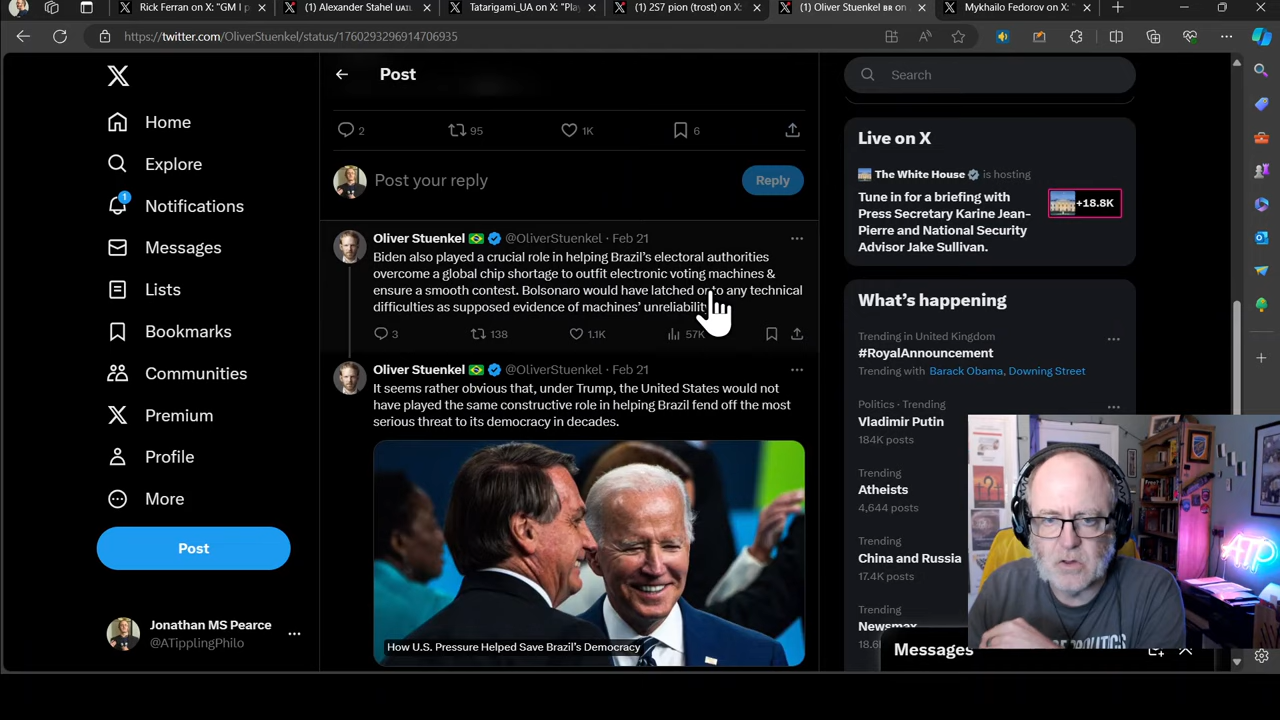 Rick Ferran on X: "GM I p
(1) Alexander Stahel
Tatarigami_UA on X: "Pla
(1) 2S7 pion (trost) on X:
(1) Oliver Stuenkel BR on
Mykhailo Fedorov on X: "
https://twitter.com/OliverStuenkel/status/1760293296914706935
Post
Search
Home
Explore
1
Notifications
Messages
Lists
Bookmarks
Communities
Premium
Profile
More
Post
Jonathan MS Pearce
@ATipplingPhilo
2
95
1K
6
Post your reply
Reply
Oliver Stuenkel 🇧🇷 @OliverStuenkel · Feb 21
Biden also played a crucial role in helping Brazil's electoral authorities
overcome a global chip shortage to outfit electronic voting machines &
ensure a smooth contest. Bolsonaro would have latched onto any technical
difficulties as supposed evidence of machines' unreliability
3
138
1.1K
57K
Oliver Stuenkel 🇧🇷 @OliverStuenkel · Feb 21
It seems rather obvious that, under Trump, the United States would not
have played the same constructive role in helping Brazil fend off the most
serious threat to its democracy in decades.
How U.S. Pressure Helped Save Brazil's Democracy
Live on X
The White House is hosting
Tune in for a briefing with
Press Secretary Karine Jean-
Pierre and National Security
Advisor Jake Sullivan.
+18.8K
What's happening
Trending in United Kingdom
#RoyalAnnouncement
Trending with Barack Obama, Downing Street
Politics · Trending
Vladimir Putin
184K posts
Trending
Atheists
4,644 posts
Trending
China and Russia
17.4K posts
Trending
Newsmax
18.6
Messages
ATP